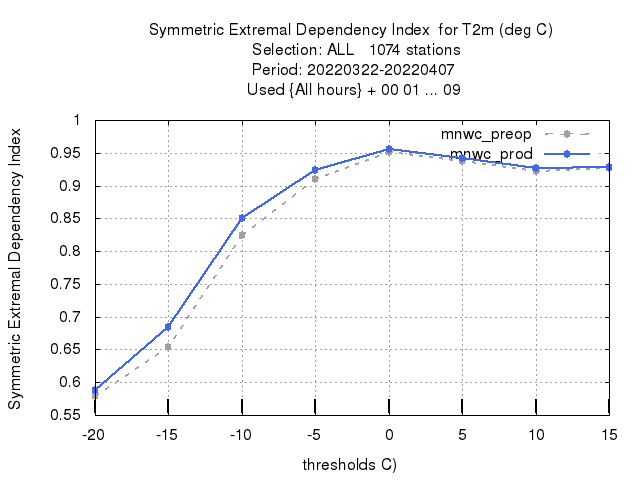 Symmetric Extremal Dependency Index  for T2m (deg C)
Selection: ALL   1074 stations
Period: 20220322-20220407
Used {All hours} + 00 01 ... 09
mnwc_preop
mnwc_prod
Symmetric Extremal Dependency Index
1
0.95
0.9
0.85
0.8
0.75
0.7
0.65
0.6
0.55
-20 -15 -10 -5 0 5 10 15
thresholds C)